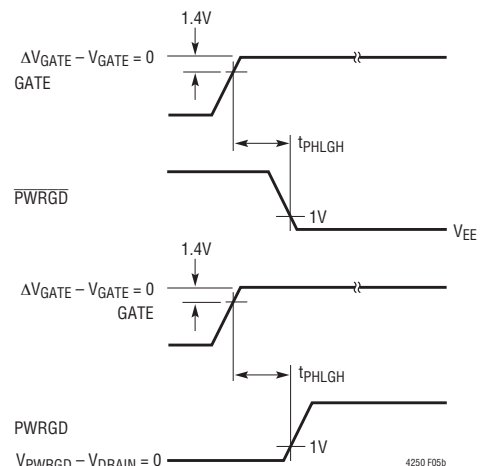 1.4V
ΔVGATE – VGATE = 0
GATE
tPHLGH
PWRGD
1V
VEE
1.4V
ΔVGATE – VGATE = 0
GATE
tPHLGH
PWRGD
1V
VPWRGD – VDRAIN = 0
4250 F05b